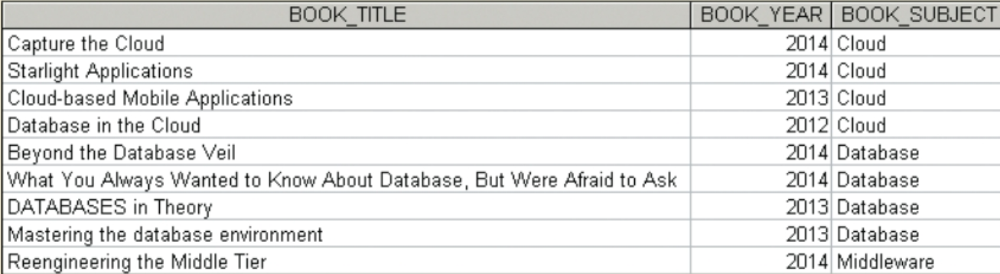 BOOK_TITLE BOOK_YEAR BOOK_SUBJECT
Capture the Cloud 2014 Cloud
Starlight Applications 2014 Cloud
Cloud-based Mobile Applications 2013 Cloud
Database in the Cloud 2012 Cloud
Beyond the Database Veil 2014 Database
What You Always Wanted to Know About Database, But Were Afraid to Ask 2014 Database
DATABASES in Theory 2013 Database
Mastering the database environment 2013 Database
Reengineering the Middle Tier 2014 Middleware